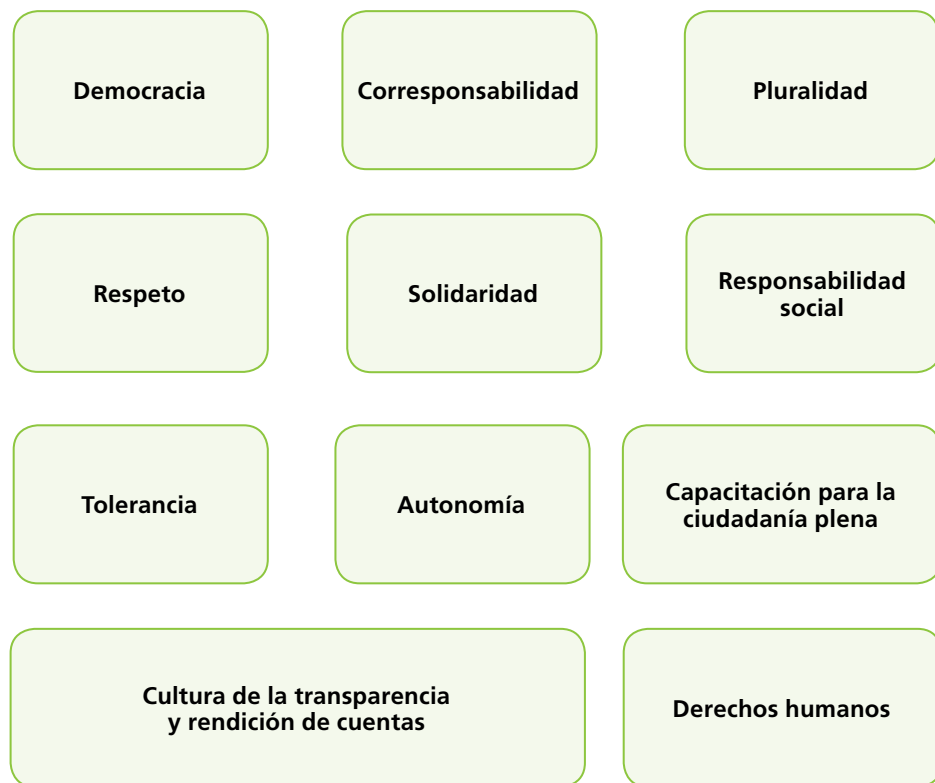 Democracia
Corresponsabilidad
Pluralidad
Respeto
Solidaridad
Responsabilidad
social
Tolerancia
Autonomía
Capacitación para la
ciudadanía plena
Cultura de la transparencia
y rendición de cuentas
Derechos humanos